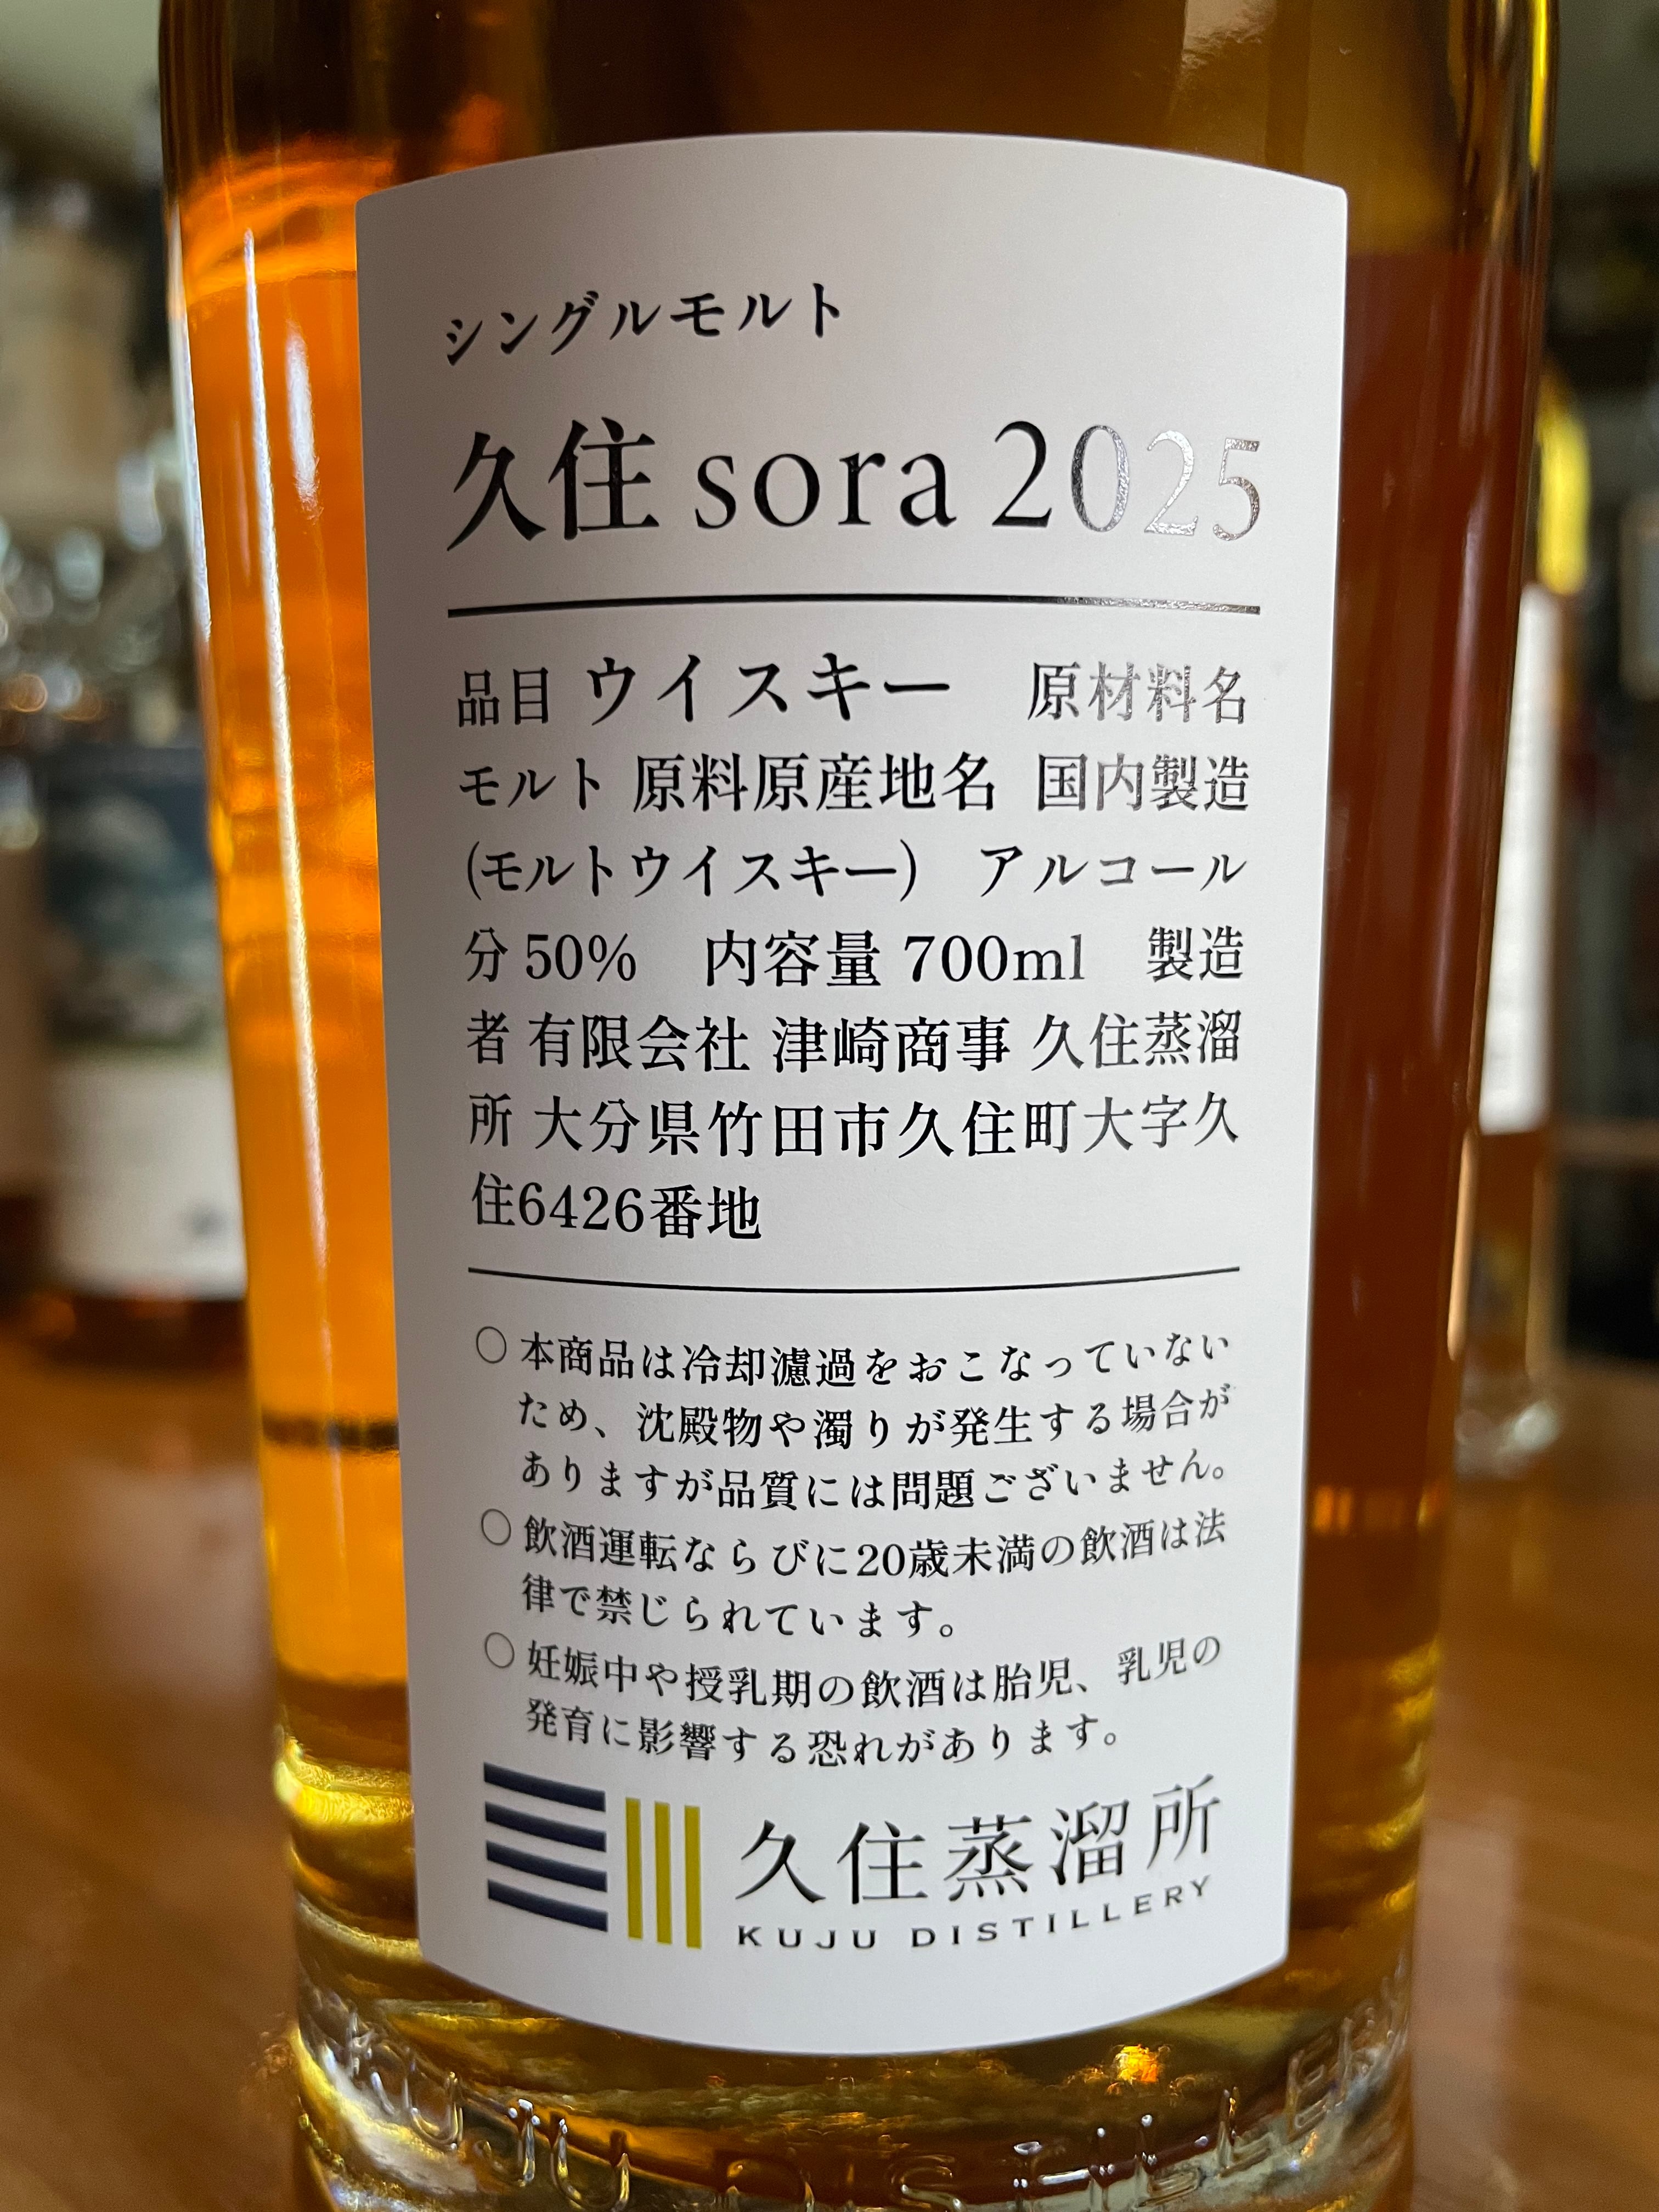 シングルモルト
久住 sora 2025
品目 ウイスキー 原材料名
モルト 原料原産地名 国内製造
(モルトウイスキー) アルコール
分 50% 内容量 700ml 製造
者 有限会社 津崎商事 久住蒸溜
所 大分県竹田市久住町大字久
住6426番地
○ 本商品は冷却濾過をおこなっていない
ため、沈殿物や濁りが発生する場合が
ありますが品質には問題ございません。
○ 飲酒運転ならびに20歳未満の飲酒は法
律で禁じられています。
○ 妊娠中や授乳期の飲酒は胎児、乳児の
発育に影響する恐れがあります。
久住蒸溜所
KUJU DISTILLERY
KUJU DISTILLERY